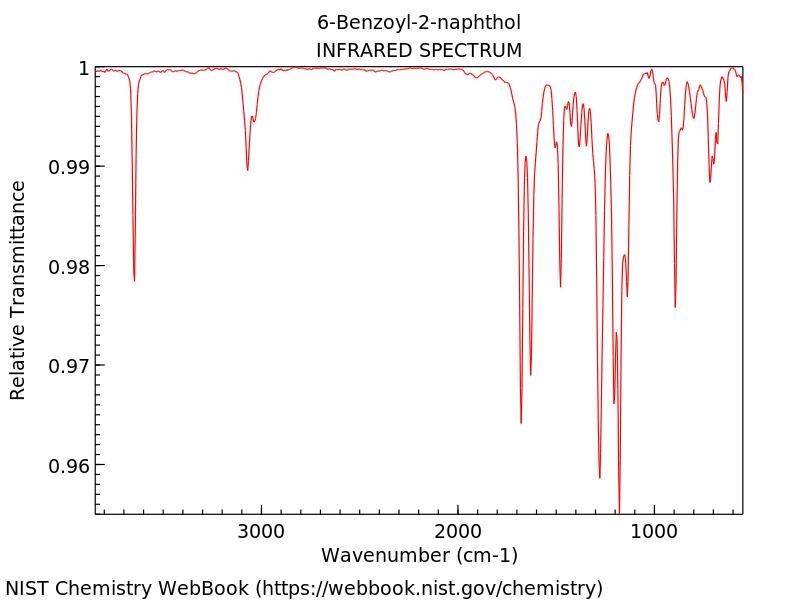 6-Benzoyl-2-naphthol
INFRARED SPECTRUM
1
0.99
0.98
0.97
0.96
Relative Transmittance
3000 2000 1000
Wavenumber (cm-1)
NIST Chemistry WebBook (https://webbook.nist.gov/chemistry)